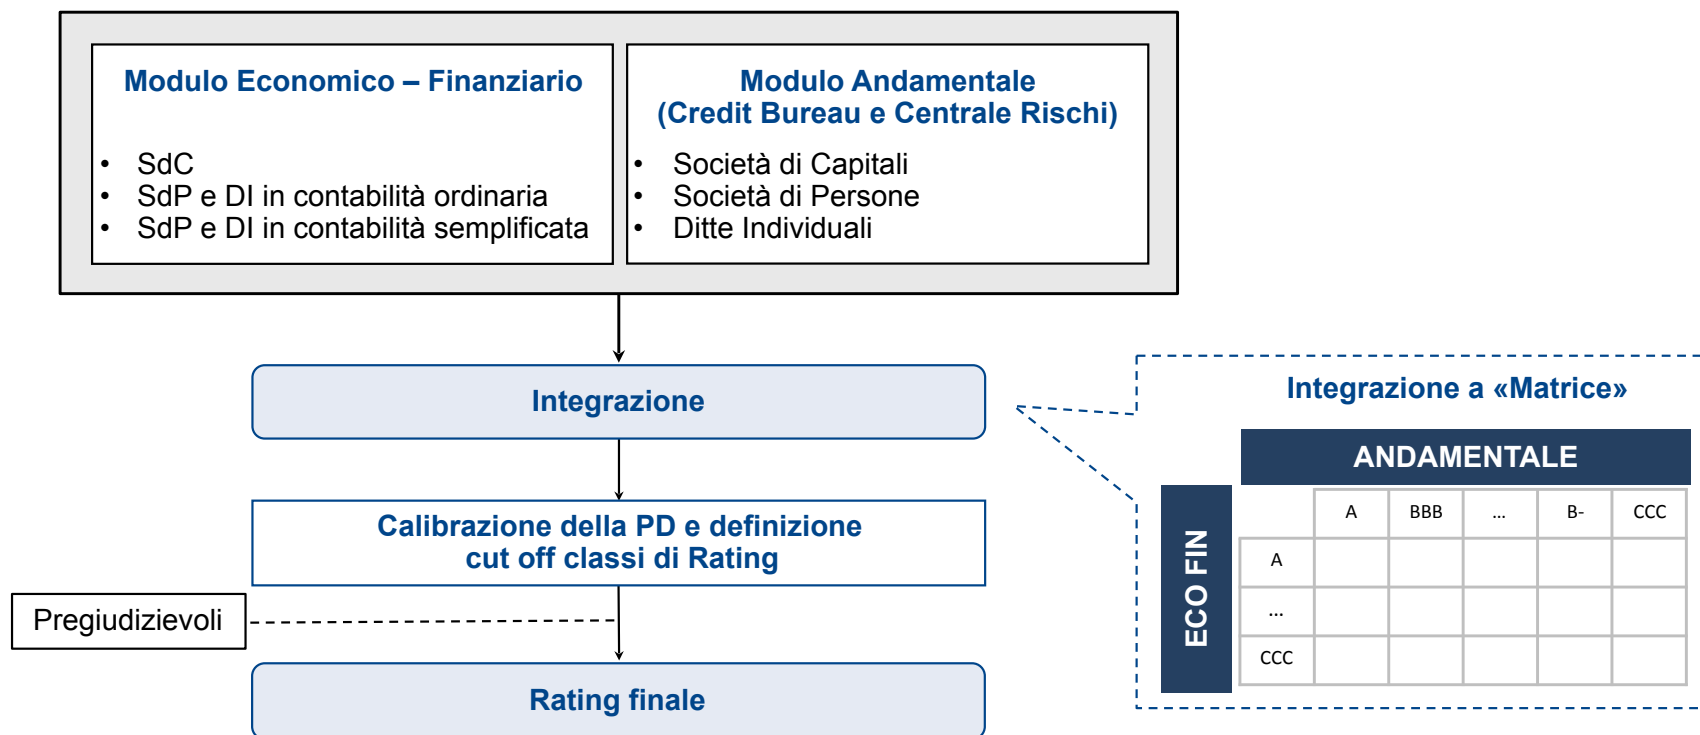 Modulo Economico – Finanziario
• SdC
• SdP e DI in contabilità ordinaria
• SdP e DI in contabilità semplificata
Modulo Andamentale
(Credit Bureau e Centrale Rischi)
• Società di Capitali
• Società di Persone
• Ditte Individuali
Integrazione
Integrazione a «Matrice»
ANDAMENTALE
ECO FIN
A BBB ... B- CCC
A
...
CCC
Calibrazione della PD e definizione
cut off classi di Rating
Pregiudizievoli
Rating finale